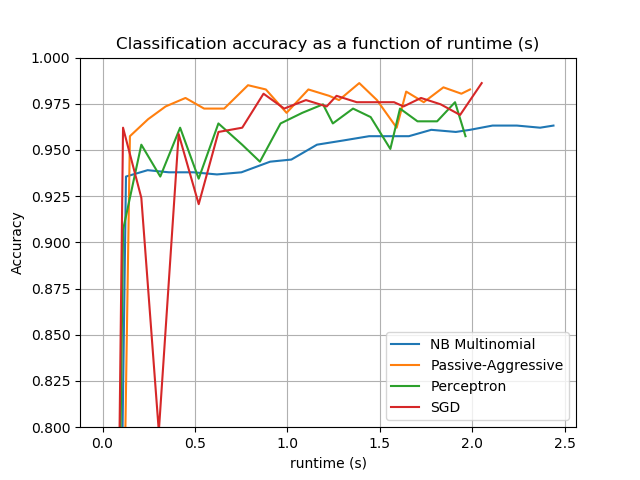 Classification accuracy as a function of runtime (s)
1.000
0.975
0.950
0.925
0.900
0.875
0.850
0.825
0.800
Accuracy
NB Multinomial
Passive-Aggressive
Perceptron
SGD
0.0 0.5 1.0 1.5 2.0 2.5
runtime (s)